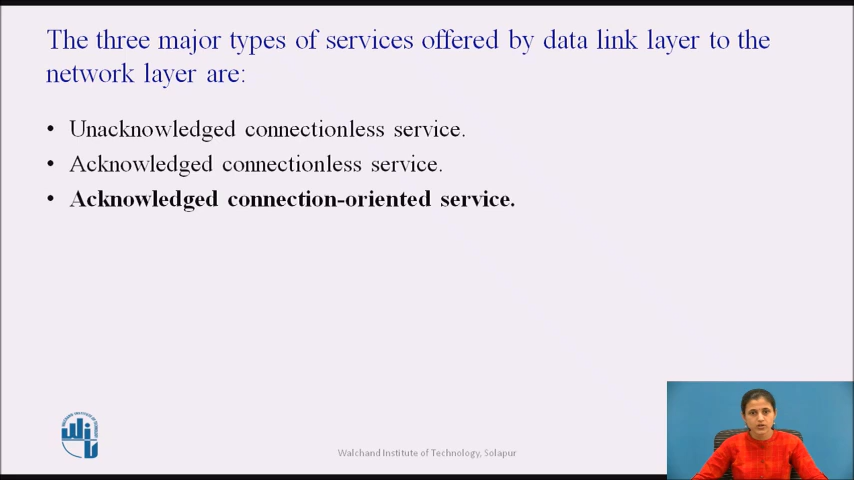 The three major types of services offered by data link layer to the
network layer are:
• Unacknowledged connectionless service.
• Acknowledged connectionless service.
• Acknowledged connection-oriented service.
Walchand Institute of Technology, Solapur